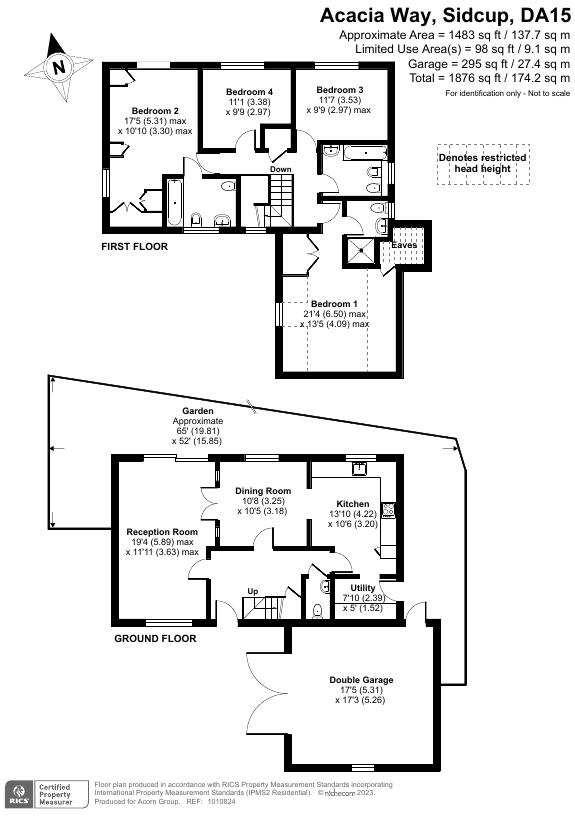 Acacia Way, Sidcup, DA15
Approximate Area = 1483 sq ft / 137.7 sq m
Limited Use Area(s) = 98 sq ft / 9.1 sq m
Garage = 295 sq ft / 27.4 sq m
Total = 1876 sq ft / 174.2 sq m
For identification only - Not to scale
N
Bedroom 2
17'5 (5.31) max
x 10'10 (3.30) max
Bedroom 4
11'1 (3.38)
x 9'9 (2.97)
Bedroom 3
11'7 (3.53)
x 9'9 (2.97) max
Down
Denotes restricted
head height
FIRST FLOOR
Eaves
Bedroom 1
21'4 (6.50) max
x 13'5 (4.09) max
Garden
Approximate
65' (19.81)
x 52' (15.85)
Reception Room
19'4 (5.89) max
x 11'11 (3.63) max
Dining Room
10'8 (3.25)
x 10'5 (3.18)
Kitchen
13'10 (4.22)
x 10'6 (3.20)
Up
Utility
7'10 (2.39)
x 5' (1.52)
GROUND FLOOR
Double Garage
17'5 (5.31)
x 17'3 (5.26)
RICS
Certified
Property
Measurer
Floor plan produced in accordance with RICS Property Measurement Standards incorporating
International Property Measurement Standards (IPMS2 Residential). © nichecom 2023.
Produced for Acorn Group. REF: 1010824